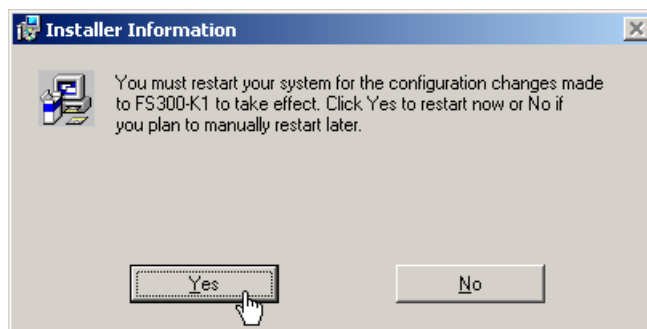 Installer Information
You must restart your system for the configuration changes made
to FS300-K1 to take effect. Click Yes to restart now or No if
you plan to manually restart later.
Yes
No